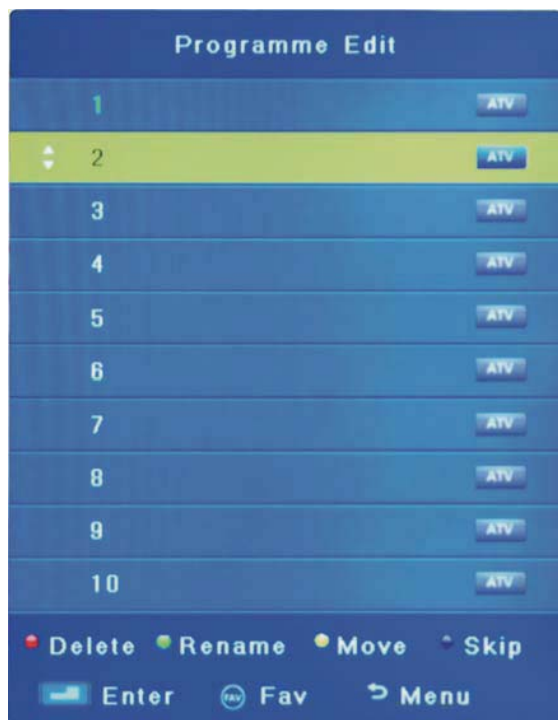 Programme Edit
1 ATV
2 ATV
3 ATV
4 ATV
5 ATV
6 ATV
7 ATV
8 ATV
9 ATV
10 ATV
Delete Rename Move Skip
Enter FAV Fav Menu